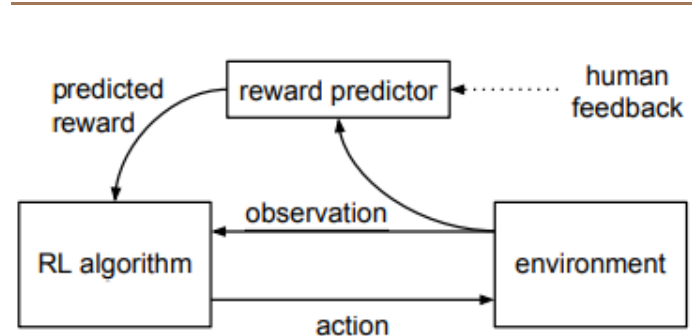 predicted
reward
reward predictor
human
feedback
observation
RL algorithm
environment
action